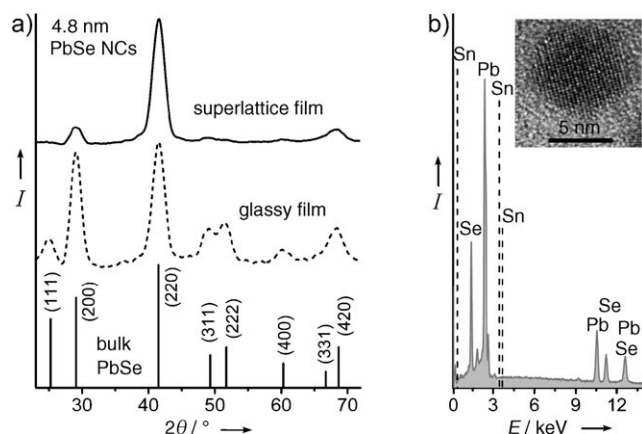 a)
4.8 nm
PbSe NCs
superlattice film
I
glassy film
(111)
(200)
(220)
(311)
(222)
(400)
(331)
(420)
bulk
PbSe
30 40 50 60 70
2θ / °
b)
Sn
Pb
Sn
5 nm
I
Sn
Se
Se
Pb
Pb
Se
0 3 6 9 12
E / keV